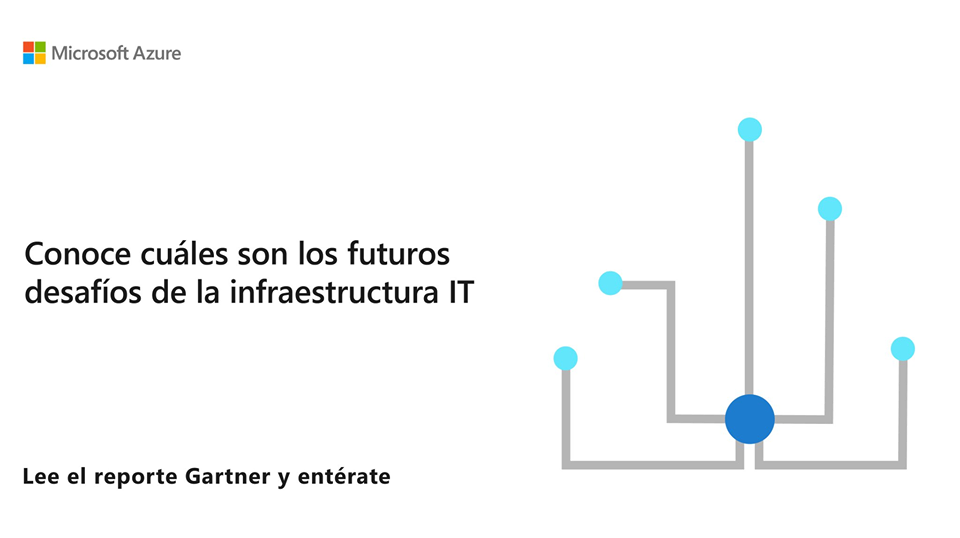 Microsoft Azure
Conoce cuáles son los futuros
desafíos de la infraestructura IT
Lee el reporte Gartner y entérate